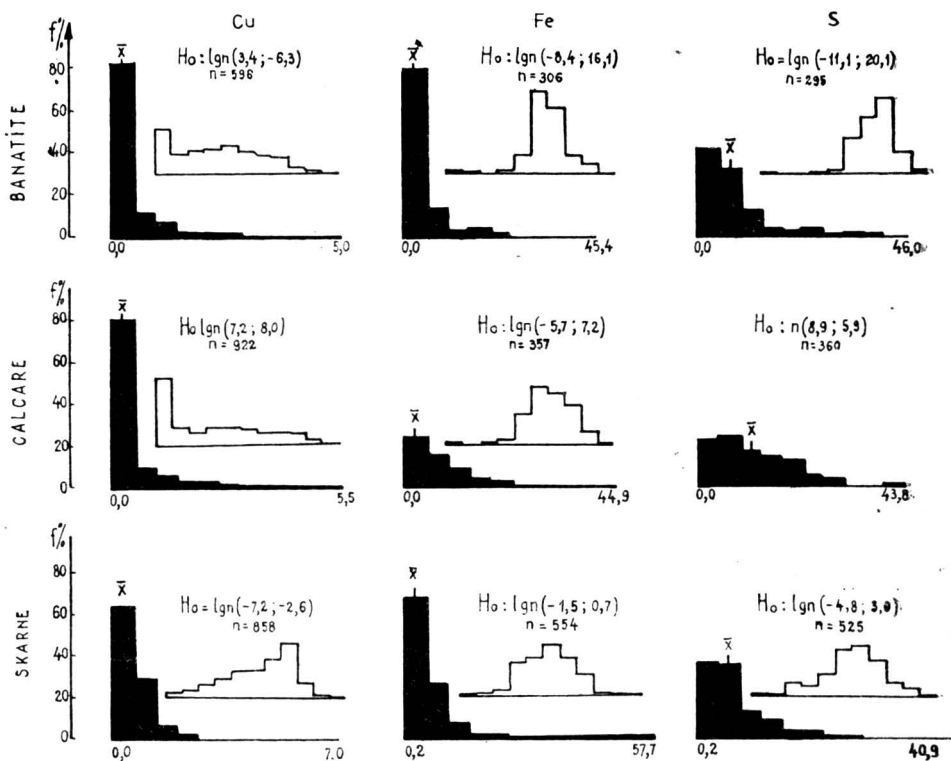 Cu Fe S
BANATITE
f%
80
60
40
20
0
x̄
Ho : lgn(3,4 ; -6,3)
n = 596
0,0 5,0
x̄
Ho : lgn(-8,4 ; 16,1)
n = 306
0,0 45,4
x̄
Ho = lgn(-11,1 ; 20,1)
n = 295
0,0 46,0
CALCARE
f%
80
60
40
20
0
x̄
Ho lgn(7,2 ; 8,0)
n = 922
0,0 5,5
x̄
Ho : lgn(-5,7 ; 7,2)
n = 357
0,0 44,9
x̄
Ho : n(8,9 ; 5,9)
n = 360
0,0 43,8
SKARNE
f%
80
60
40
20
0
x̄
Ho = lgn(-7,2 ; -2,6)
n = 858
0,0 7,0
x̄
Ho : lgn(-1,5 ; 0,7)
n = 554
0,2 57,7
x̄
Ho : lgn(-4,8 ; 3,0)
n = 525
0,2 40,9